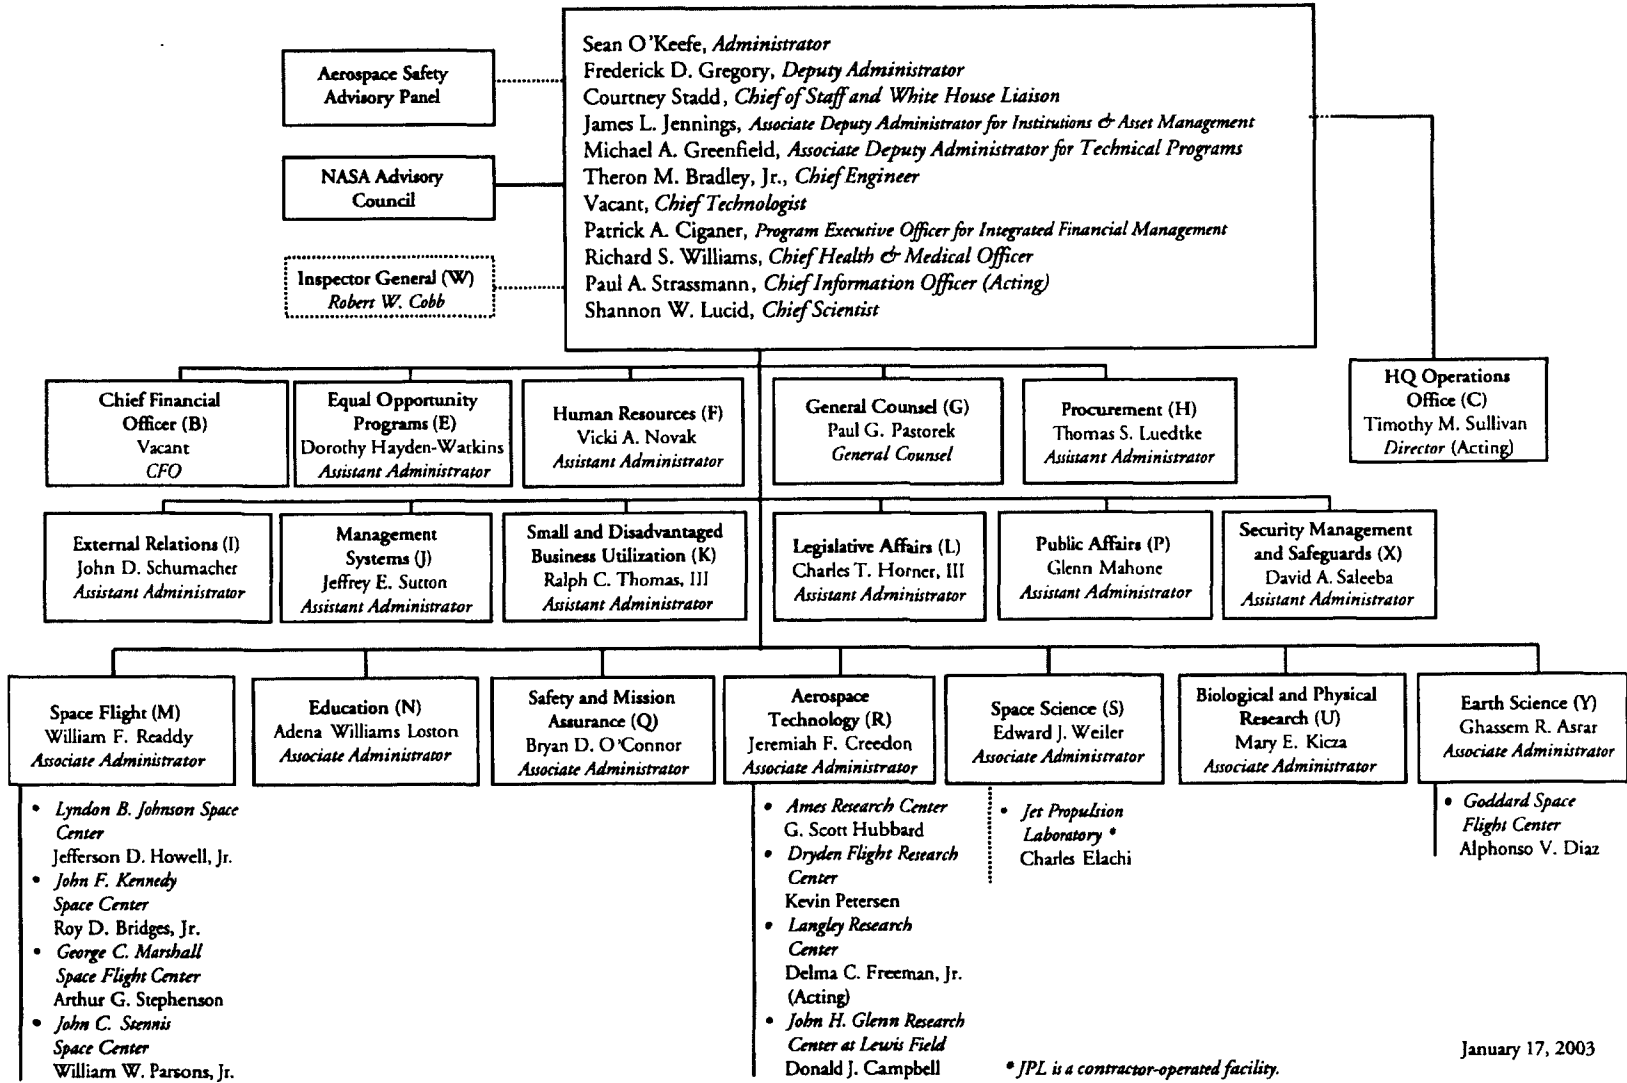 Aerospace Safety
Advisory Panel
NASA Advisory
Council
Inspector General (W)
Robert W. Cobb
Sean O'Keefe, Administrator
Frederick D. Gregory, Deputy Administrator
Courtney Stadd, Chief of Staff and White House Liaison
James L. Jennings, Associate Deputy Administrator for Institutions & Asset Management
Michael A. Greenfield, Associate Deputy Administrator for Technical Programs
Theron M. Bradley, Jr., Chief Engineer
Vacant, Chief Technologist
Patrick A. Ciganer, Program Executive Officer for Integrated Financial Management
Richard S. Williams, Chief Health & Medical Officer
Paul A. Strassmann, Chief Information Officer (Acting)
Shannon W. Lucid, Chief Scientist
HQ Operations
Office (C)
Timothy M. Sullivan
Director (Acting)
Chief Financial
Officer (B)
Vacant
CFO
Equal Opportunity
Programs (E)
Dorothy Hayden-Watkins
Assistant Administrator
Human Resources (F)
Vicki A. Novak
Assistant Administrator
General Counsel (G)
Paul G. Pastorek
General Counsel
Procurement (H)
Thomas S. Luedtke
Assistant Administrator
External Relations (I)
John D. Schumacher
Assistant Administrator
Management
Systems (J)
Jeffrey E. Sutton
Assistant Administrator
Small and Disadvantaged
Business Utilization (K)
Ralph C. Thomas, III
Assistant Administrator
Legislative Affairs (L)
Charles T. Horner, III
Assistant Administrator
Public Affairs (P)
Glenn Mahone
Assistant Administrator
Security Management
and Safeguards (X)
David A. Saleeba
Assistant Administrator
Space Flight (M)
William F. Readdy
Associate Administrator
Education (N)
Adena Williams Loston
Associate Administrator
Safety and Mission
Assurance (Q)
Bryan D. O'Connor
Associate Administrator
Aerospace
Technology (R)
Jeremiah F. Creedon
Associate Administrator
Space Science (S)
Edward J. Weiler
Associate Administrator
Biological and Physical
Research (U)
Mary E. Kicza
Associate Administrator
Earth Science (Y)
Ghassem R. Asrar
Associate Administrator
• Lyndon B. Johnson Space
Center
Jefferson D. Howell, Jr.
• John F. Kennedy
Space Center
Roy D. Bridges, Jr.
• George C. Marshall
Space Flight Center
Arthur G. Stephenson
• John C. Stennis
Space Center
William W. Parsons, Jr.
• Ames Research Center
G. Scott Hubbard
• Dryden Flight Research
Center
Kevin Petersen
• Langley Research
Center
Delma C. Freeman, Jr.
(Acting)
• John H. Glenn Research
Center at Lewis Field
Donald J. Campbell
• Jet Propulsion
Laboratory *
Charles Elachi
• Goddard Space
Flight Center
Alphonso V. Diaz
* JPL is a contractor-operated facility.
January 17, 2003